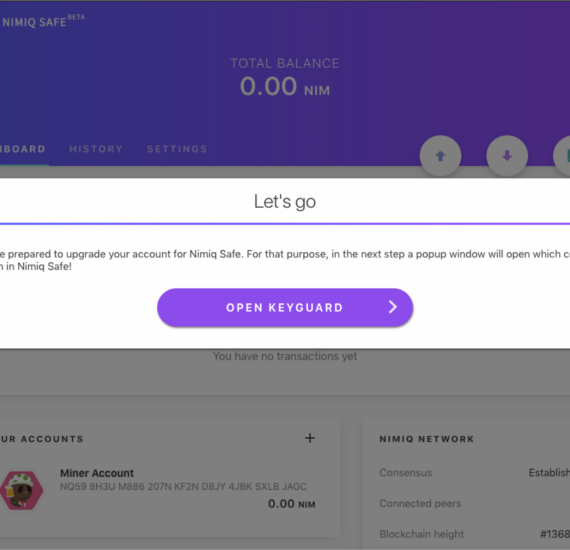 NIMIQ SAFE BETA
TOTAL BALANCE
0.00 NIM
HBOARD HISTORY SETTINGS
Let's go
e prepared to upgrade your account for Nimiq Safe. For that purpose, in the next step a popup window will open which c
n in Nimiq Safe!
OPEN KEYGUARD
You have no transactions yet
UR ACCOUNTS +
NIMIQ NETWORK
Miner Account
NQ59 8H3U M886 207N KF2N D8JY 4JBK SXLB JAGC
0.00 NIM
Consensus Establish
Connected peers
Blockchain height #1368